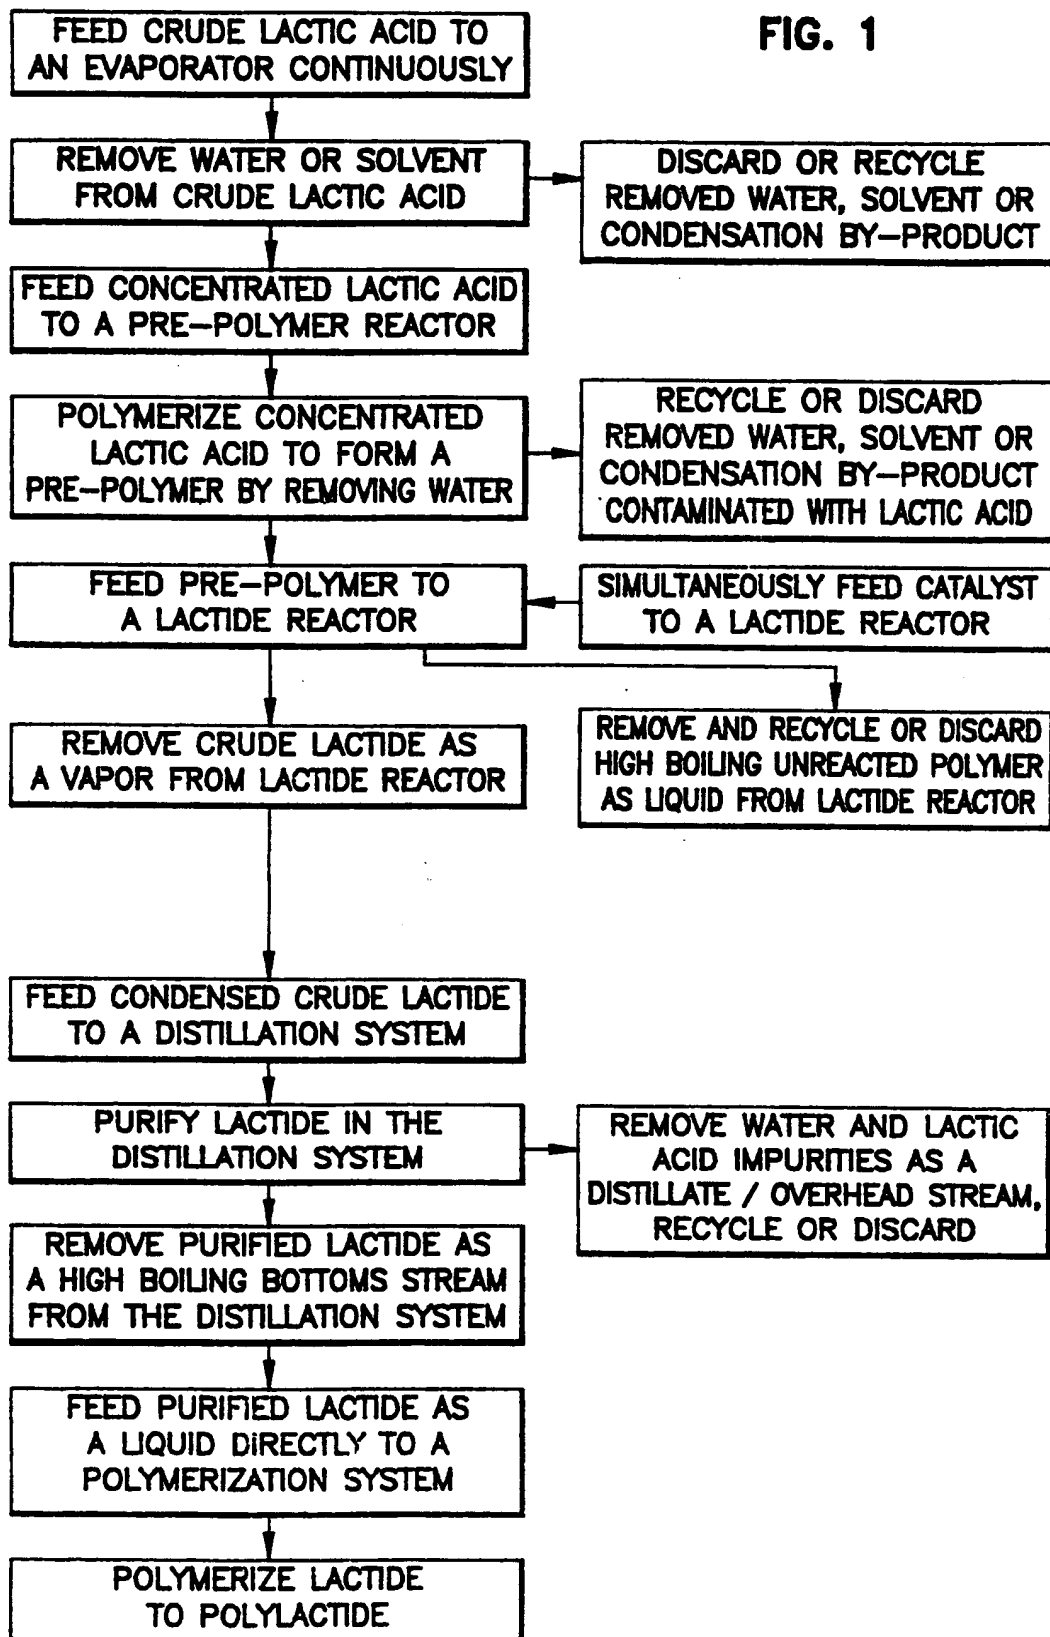 FIG. 1
FEED CRUDE LACTIC ACID TO
AN EVAPORATOR CONTINUOUSLY
REMOVE WATER OR SOLVENT
FROM CRUDE LACTIC ACID
DISCARD OR RECYCLE
REMOVED WATER, SOLVENT OR
CONDENSATION BY-PRODUCT
FEED CONCENTRATED LACTIC ACID
TO A PRE-POLYMER REACTOR
POLYMERIZE CONCENTRATED
LACTIC ACID TO FORM A
PRE-POLYMER BY REMOVING WATER
RECYCLE OR DISCARD
REMOVED WATER, SOLVENT OR
CONDENSATION BY-PRODUCT
CONTAMINATED WITH LACTIC ACID
FEED PRE-POLYMER TO
A LACTIDE REACTOR
SIMULTANEOUSLY FEED CATALYST
TO A LACTIDE REACTOR
REMOVE CRUDE LACTIDE AS
A VAPOR FROM LACTIDE REACTOR
REMOVE AND RECYCLE OR DISCARD
HIGH BOILING UNREACTED POLYMER
AS LIQUID FROM LACTIDE REACTOR
FEED CONDENSED CRUDE LACTIDE
TO A DISTILLATION SYSTEM
PURIFY LACTIDE IN THE
DISTILLATION SYSTEM
REMOVE WATER AND LACTIC
ACID IMPURITIES AS A
DISTILLATE / OVERHEAD STREAM,
RECYCLE OR DISCARD
REMOVE PURIFIED LACTIDE AS
A HIGH BOILING BOTTOMS STREAM
FROM THE DISTILLATION SYSTEM
FEED PURIFIED LACTIDE AS
A LIQUID DIRECTLY TO A
POLYMERIZATION SYSTEM
POLYMERIZE LACTIDE
TO POLYLACTIDE